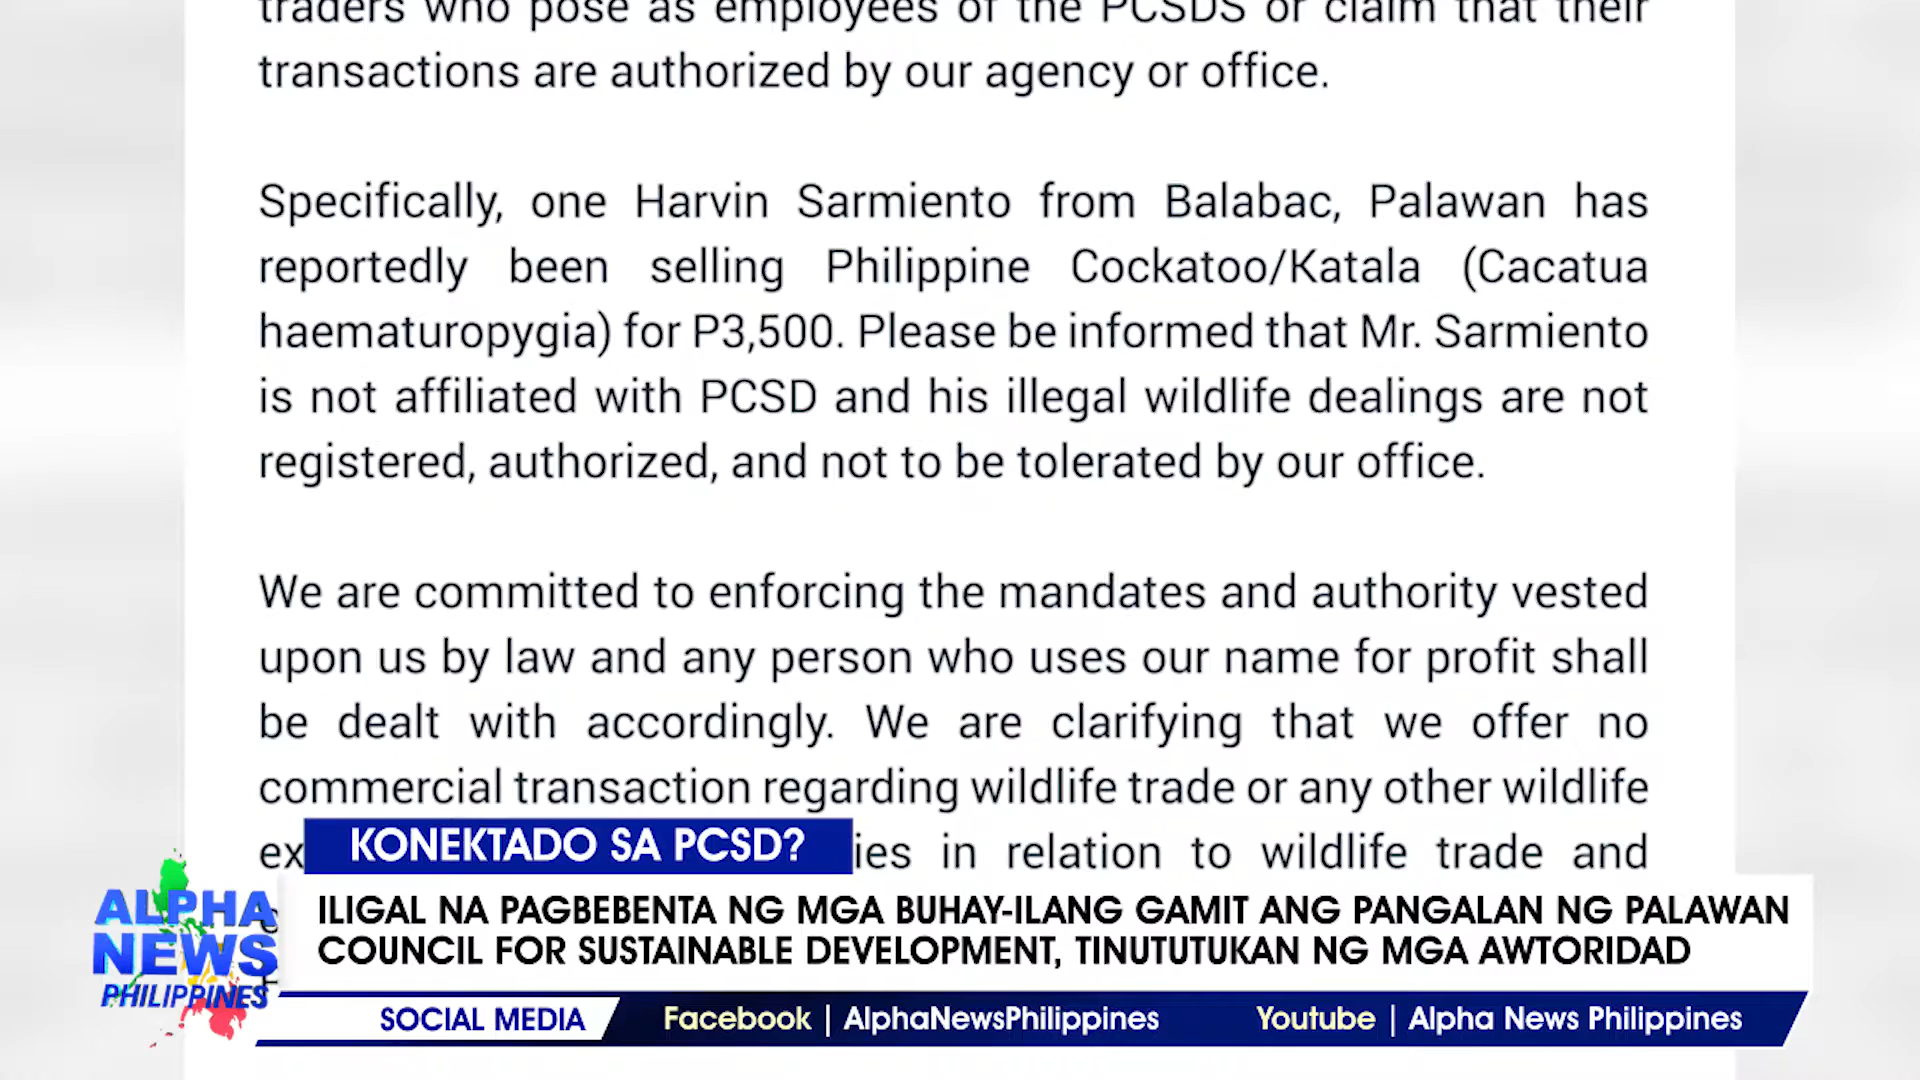 traders who pose as employees of the PCSDS or claim that their
transactions are authorized by our agency or office.
Specifically, one Harvin Sarmiento from Balabac, Palawan has
reportedly been selling Philippine Cockatoo/Katala (Cacatua
haematuropygia) for P3,500. Please be informed that Mr. Sarmiento
is not affiliated with PCSD and his illegal wildlife dealings are not
registered, authorized, and not to be tolerated by our office.
We are committed to enforcing the mandates and authority vested
upon us by law and any person who uses our name for profit shall
be dealt with accordingly. We are clarifying that we offer no
commercial transaction regarding wildlife trade or any other wildlife
ex ies in relation to wildlife trade and
KONEKTADO SA PCSD?
ILIGAL NA PAGBEBENTA NG MGA BUHAY-ILANG GAMIT ANG PANGALAN NG PALAWAN
COUNCIL FOR SUSTAINABLE DEVELOPMENT, TINUTUTUKAN NG MGA AWTORIDAD
ALPHA
NEWS
PHILIPPINES
SOCIAL MEDIA Facebook | AlphaNewsPhilippines Youtube | Alpha News Philippines